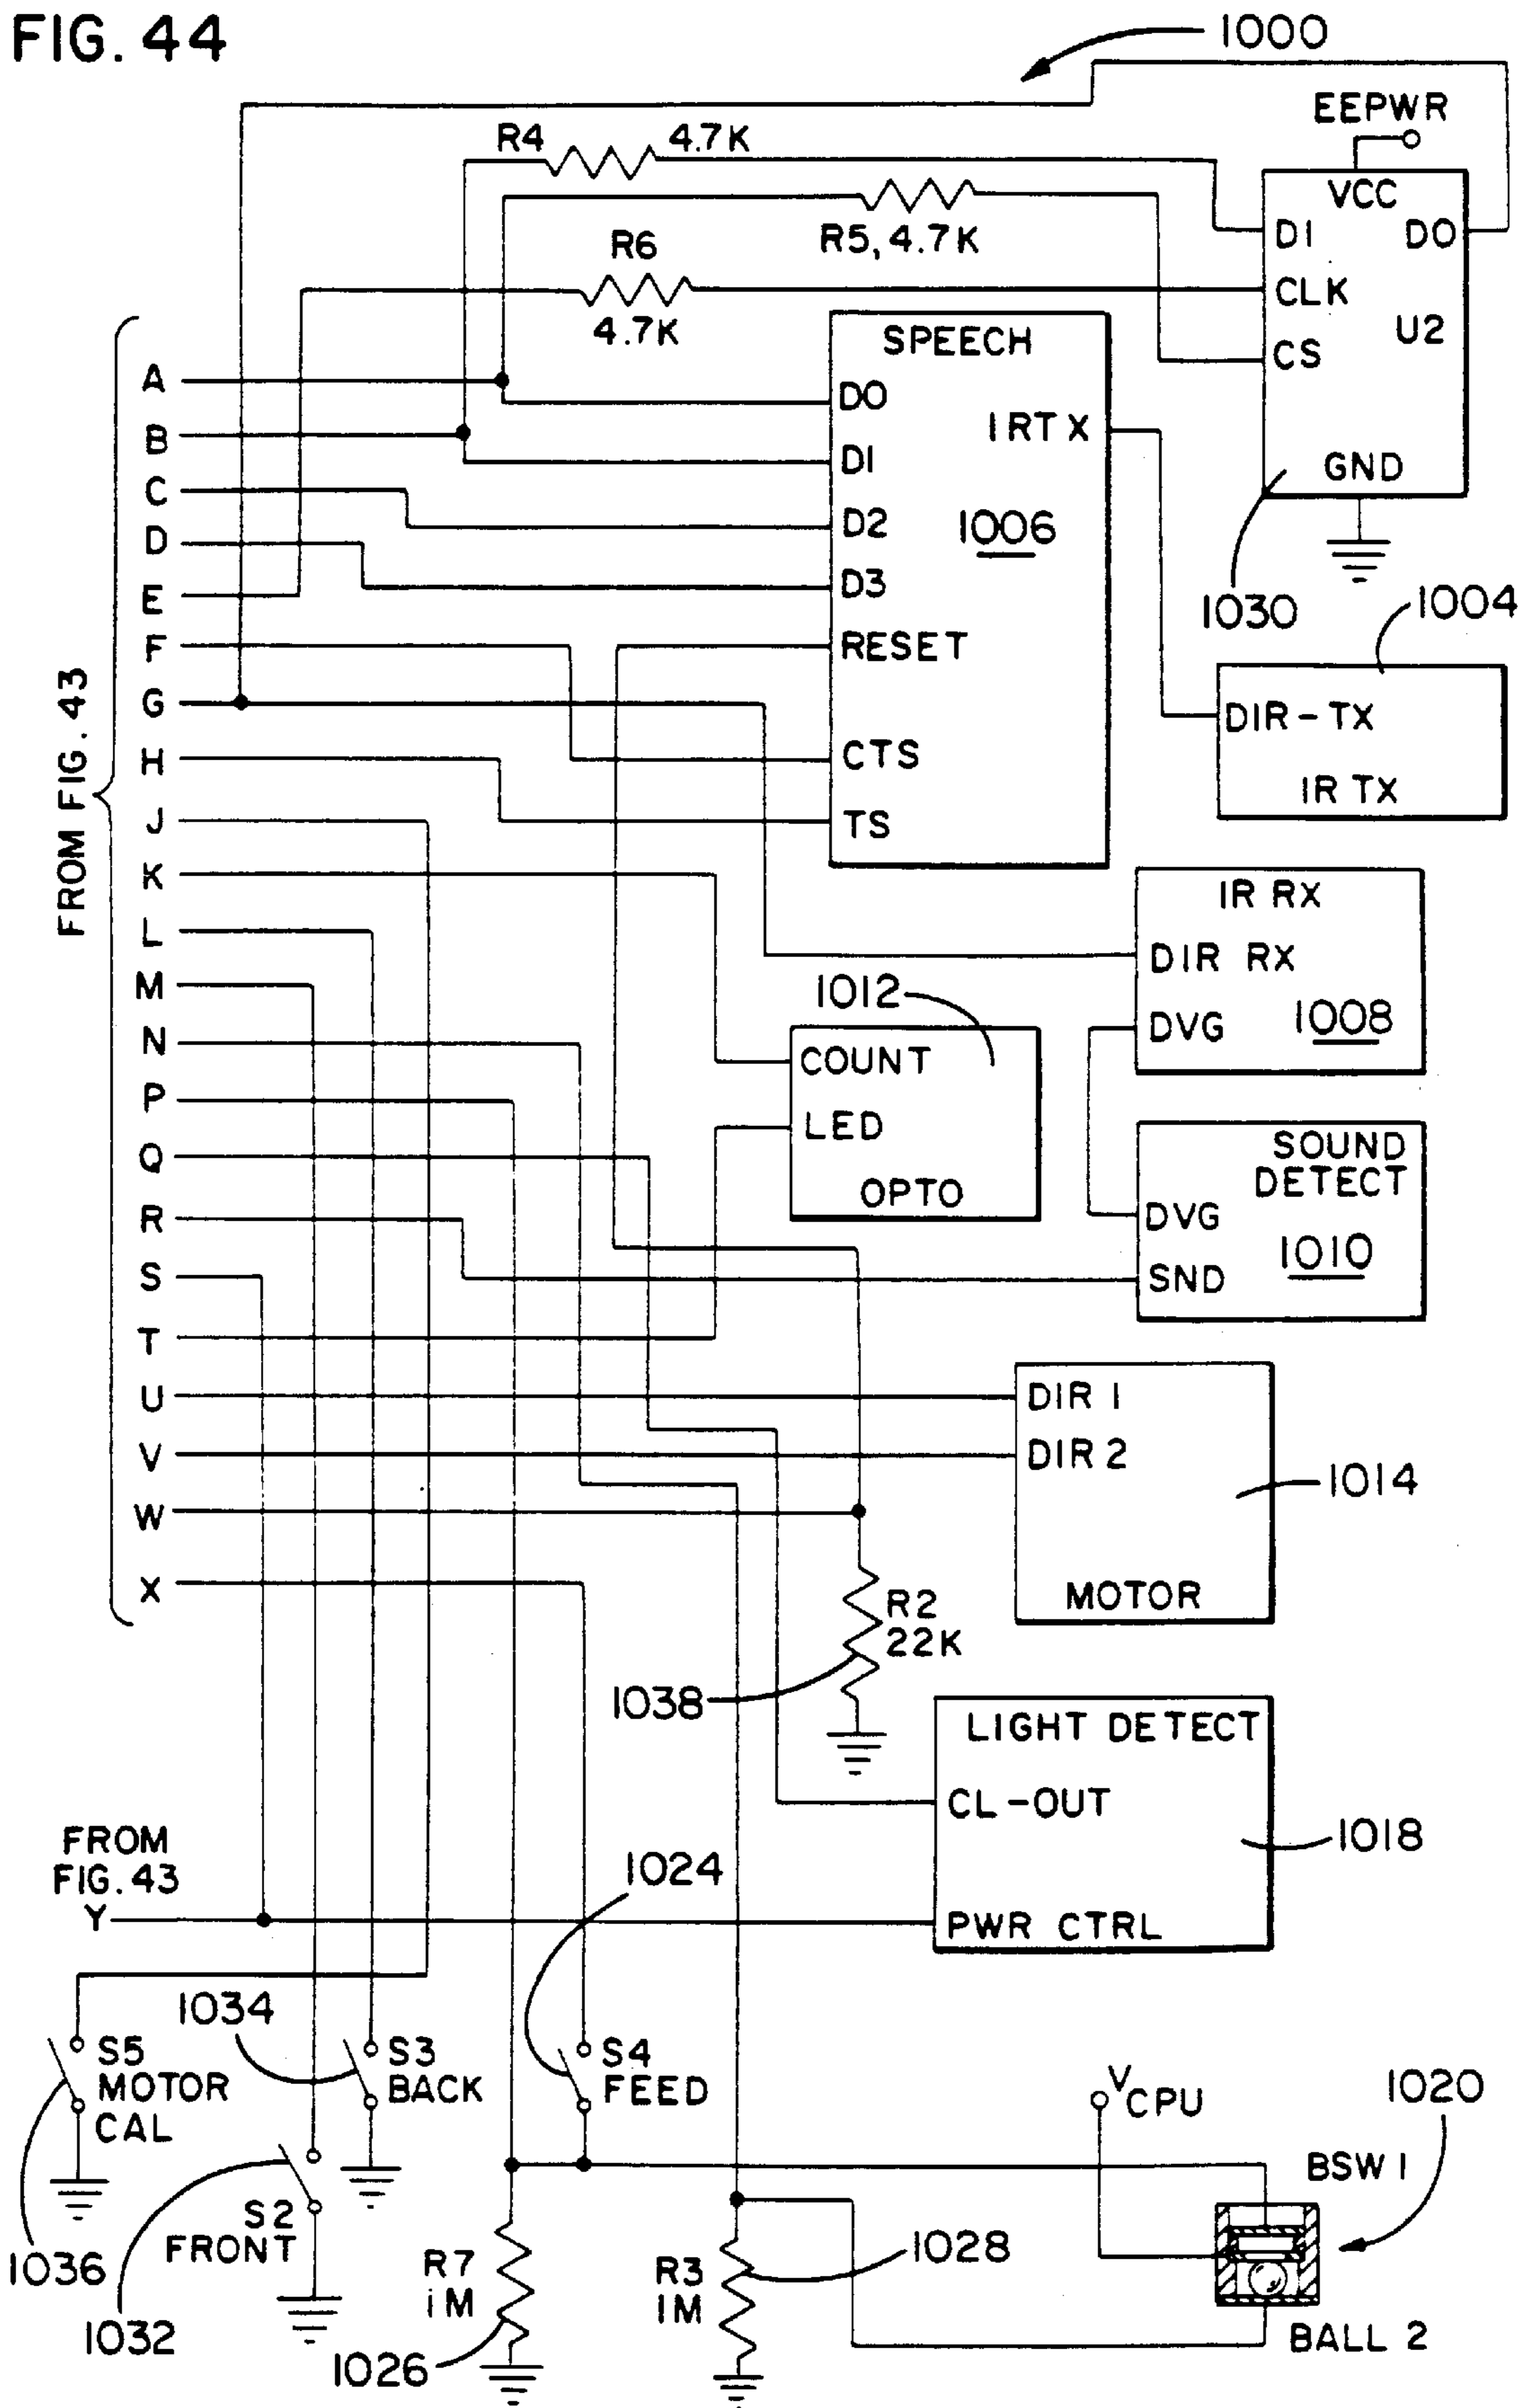 FIG. 44
1000
EEPWR
R4 4.7K
VCC
DI DO
R5, 4.7K
R6
CLK
4.7K
U2
CS
SPEECH
A
DO
IRTX
B
DI
GND
C
D2
1006
D
D3
E
1030
1004
F
RESET
FROM FIG. 43
G
DIR-TX
H
CTS
IR TX
J
TS
K
IR RX
L
DIR RX
M
1012
N
DVG 1008
COUNT
P
LED
SOUND
DETECT
Q
OPTO
R
DVG
1010
S
SND
T
U
DIR 1
V
DIR 2
1014
W
X
MOTOR
R2
22K
1038
LIGHT DETECT
CL-OUT
FROM
FIG. 43
1018
1024
Y
PWR CTRL
1034
S5
MOTOR
CAL
S3
BACK
S4
FEED
VCPU
1020
BSW 1
S2
FRONT
1036
R7
1M
R3
1M
1028
1032
1026
BALL 2